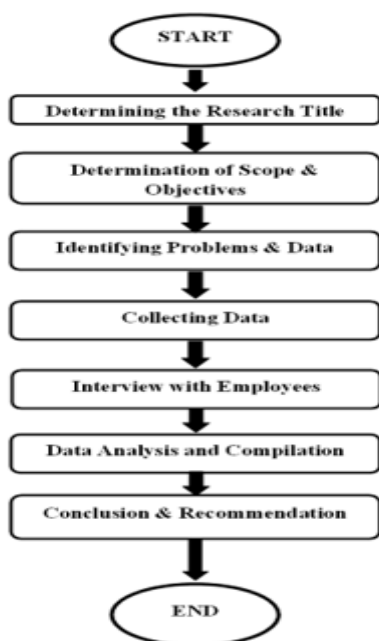 START
Determining the Research Title
Determination of Scope &
Objectives
Identifying Problems & Data
Collecting Data
Interview with Employees
Data Analysis and Compilation
Conclusion & Recommendation
END